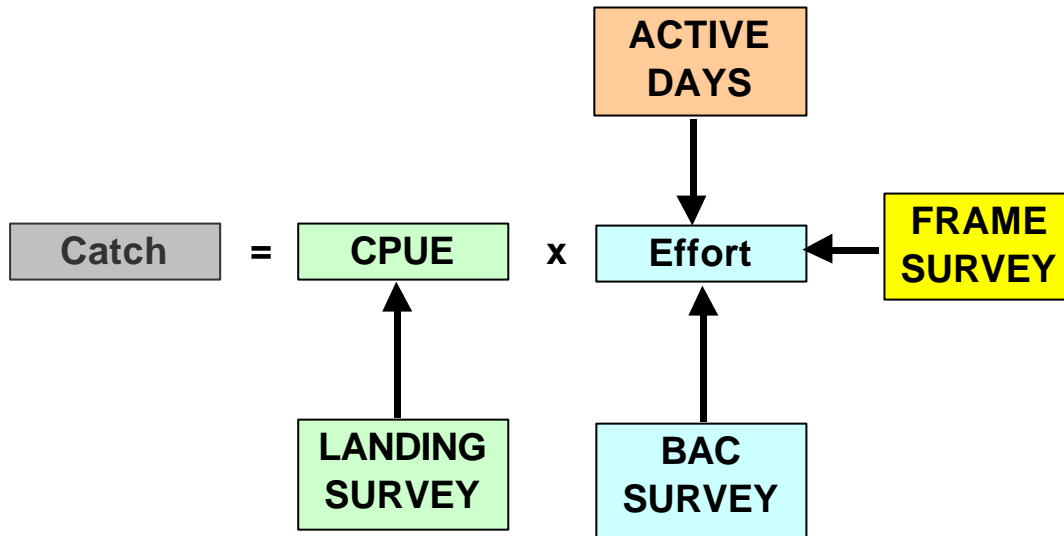 ACTIVE
DAYS
Catch = CPUE x Effort
FRAME
SURVEY
LANDING
SURVEY
BAC
SURVEY